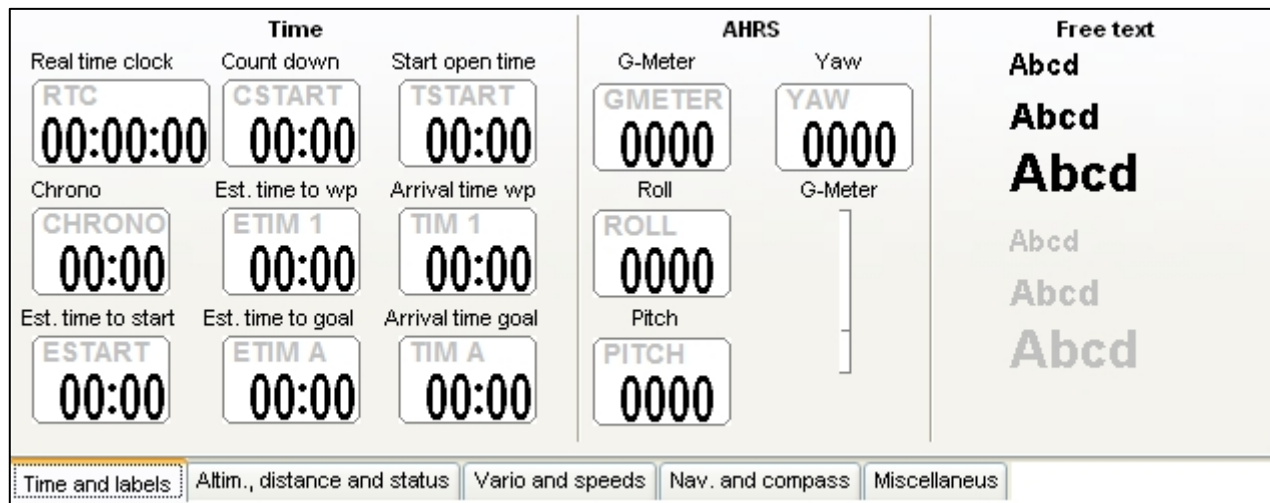 Time
Real time clock Count down Start open time
RTC CSTART TSTART
00:00:00 00:00 00:00
Chrono Est. time to wp Arrival time wp
CHRONO ETIM 1 TIM 1
00:00 00:00 00:00
Est. time to start Est. time to goal Arrival time goal
ESTART ETIM A TIM A
00:00 00:00 00:00
AHRS
G-Meter Yaw
GMETER YAW
0000 0000
Roll G-Meter
ROLL
0000
Pitch
PITCH
0000
Free text
Abcd
Abcd
Abcd
Abcd
Abcd
Abcd
Time and labels Altim., distance and status Vario and speeds Nav. and compass Miscellaneus